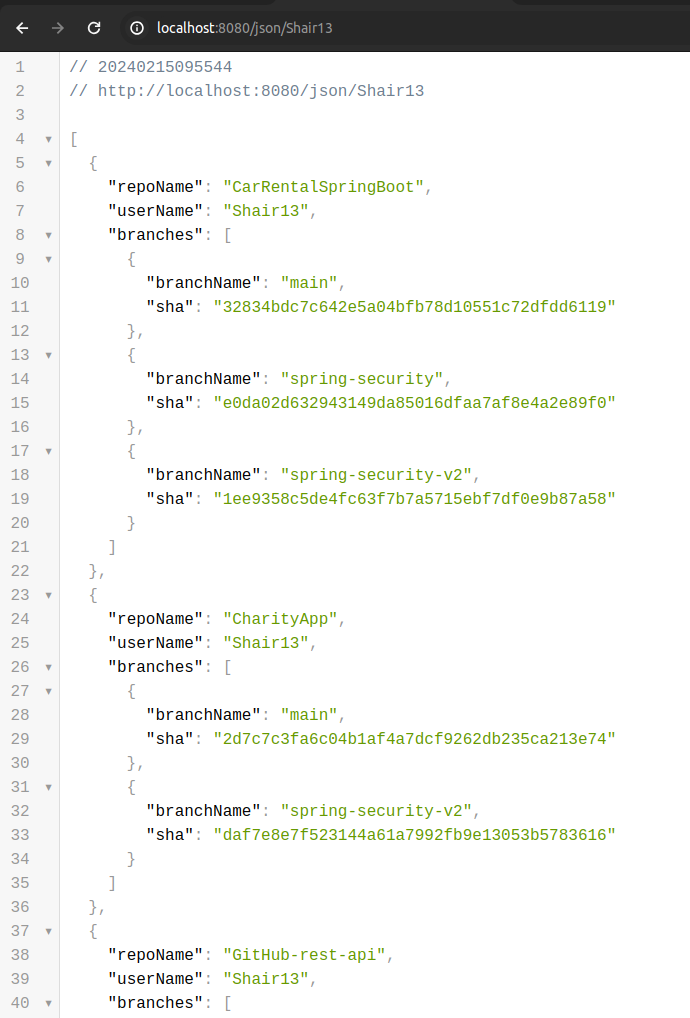 localhost:8080/json/Shair13
1 // 20240215095544
2 // http://localhost:8080/json/Shair13
3
4 [
5 {
6 "repoName": "CarRentalSpringBoot",
7 "userName": "Shair13",
8 "branches": [
9 {
10 "branchName": "main",
11 "sha": "32834bdc7c642e5a04bfb78d10551c72dfdd6119"
12 },
13 {
14 "branchName": "spring-security",
15 "sha": "e0da02d632943149da85016dfaa7af8e4a2e89f0"
16 },
17 {
18 "branchName": "spring-security-v2",
19 "sha": "1ee9358c5de4fc63f7b7a5715ebf7df0e9b87a58"
20 }
21 ]
22 },
23 {
24 "repoName": "CharityApp",
25 "userName": "Shair13",
26 "branches": [
27 {
28 "branchName": "main",
29 "sha": "2d7c7c3fa6c04b1af4a7dcf9262db235ca213e74"
30 },
31 {
32 "branchName": "spring-security-v2",
33 "sha": "daf7e8e7f523144a61a7992fb9e13053b5783616"
34 }
35 ]
36 },
37 {
38 "repoName": "GitHub-rest-api",
39 "userName": "Shair13",
40 "branches": [